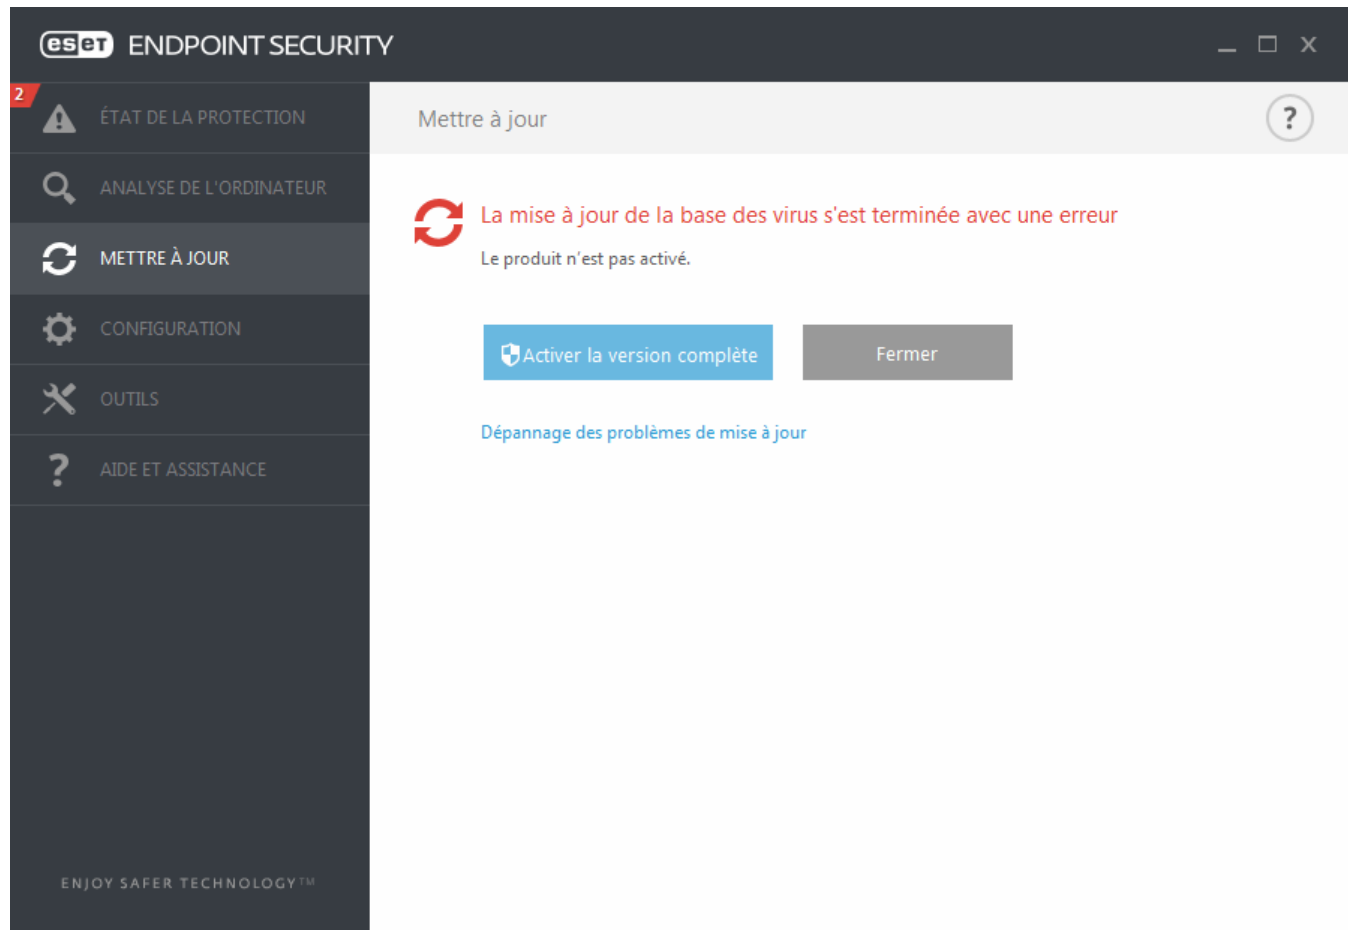 eset ENDPOINT SECURITY
2
ÉTAT DE LA PROTECTION
ANALYSE DE L'ORDINATEUR
METTRE À JOUR
CONFIGURATION
OUTILS
? AIDE ET ASSISTANCE
ENJOY SAFER TECHNOLOGY™
Mettre à jour
?
La mise à jour de la base des virus s'est terminée avec une erreur
Le produit n'est pas activé.
Activer la version complète
Fermer
Dépannage des problèmes de mise à jour